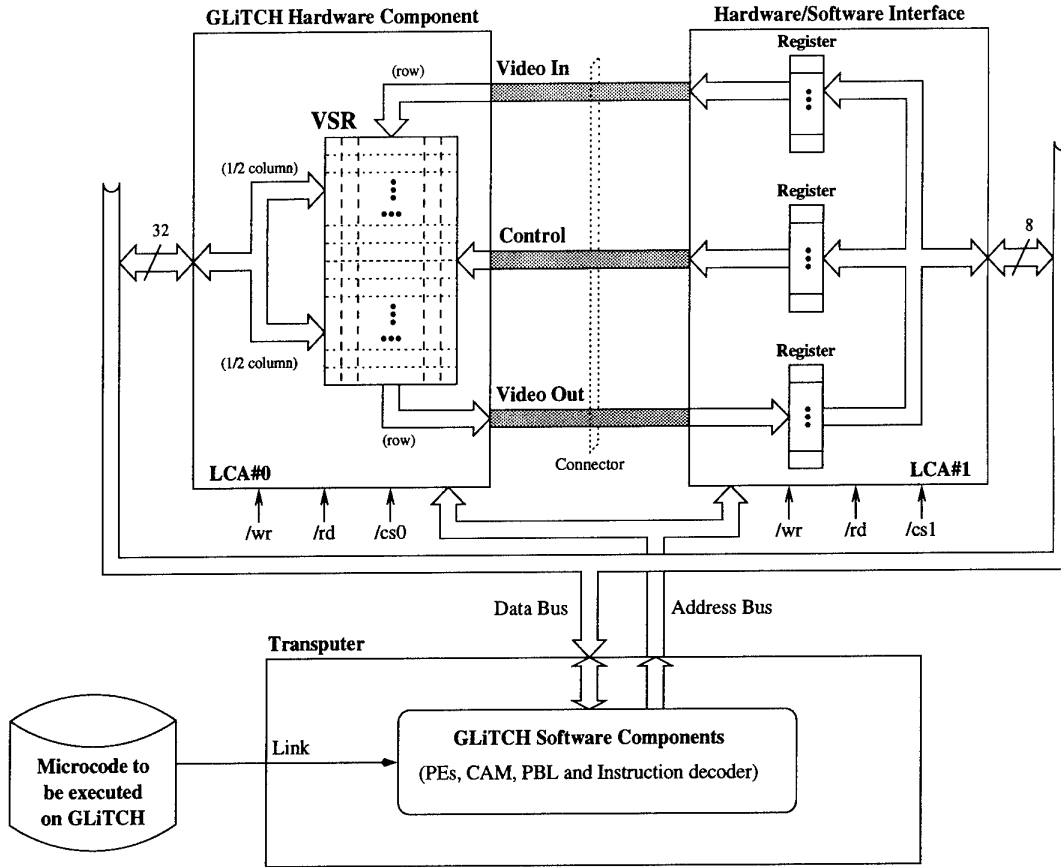 GLiTCH Hardware Component
Hardware/Software Interface
Register
(row)
Video In
VSR
(1/2 column)
Register
32
Control
8
(1/2 column)
Register
Video Out
(row)
Connector
LCA#0
LCA#1
/wr
/rd
/cs0
/wr
/rd
/cs1
Data Bus
Address Bus
Transputer
GLiTCH Software Components
(PEs, CAM, PBL and Instruction decoder)
Link
Microcode to
be executed
on GLiTCH